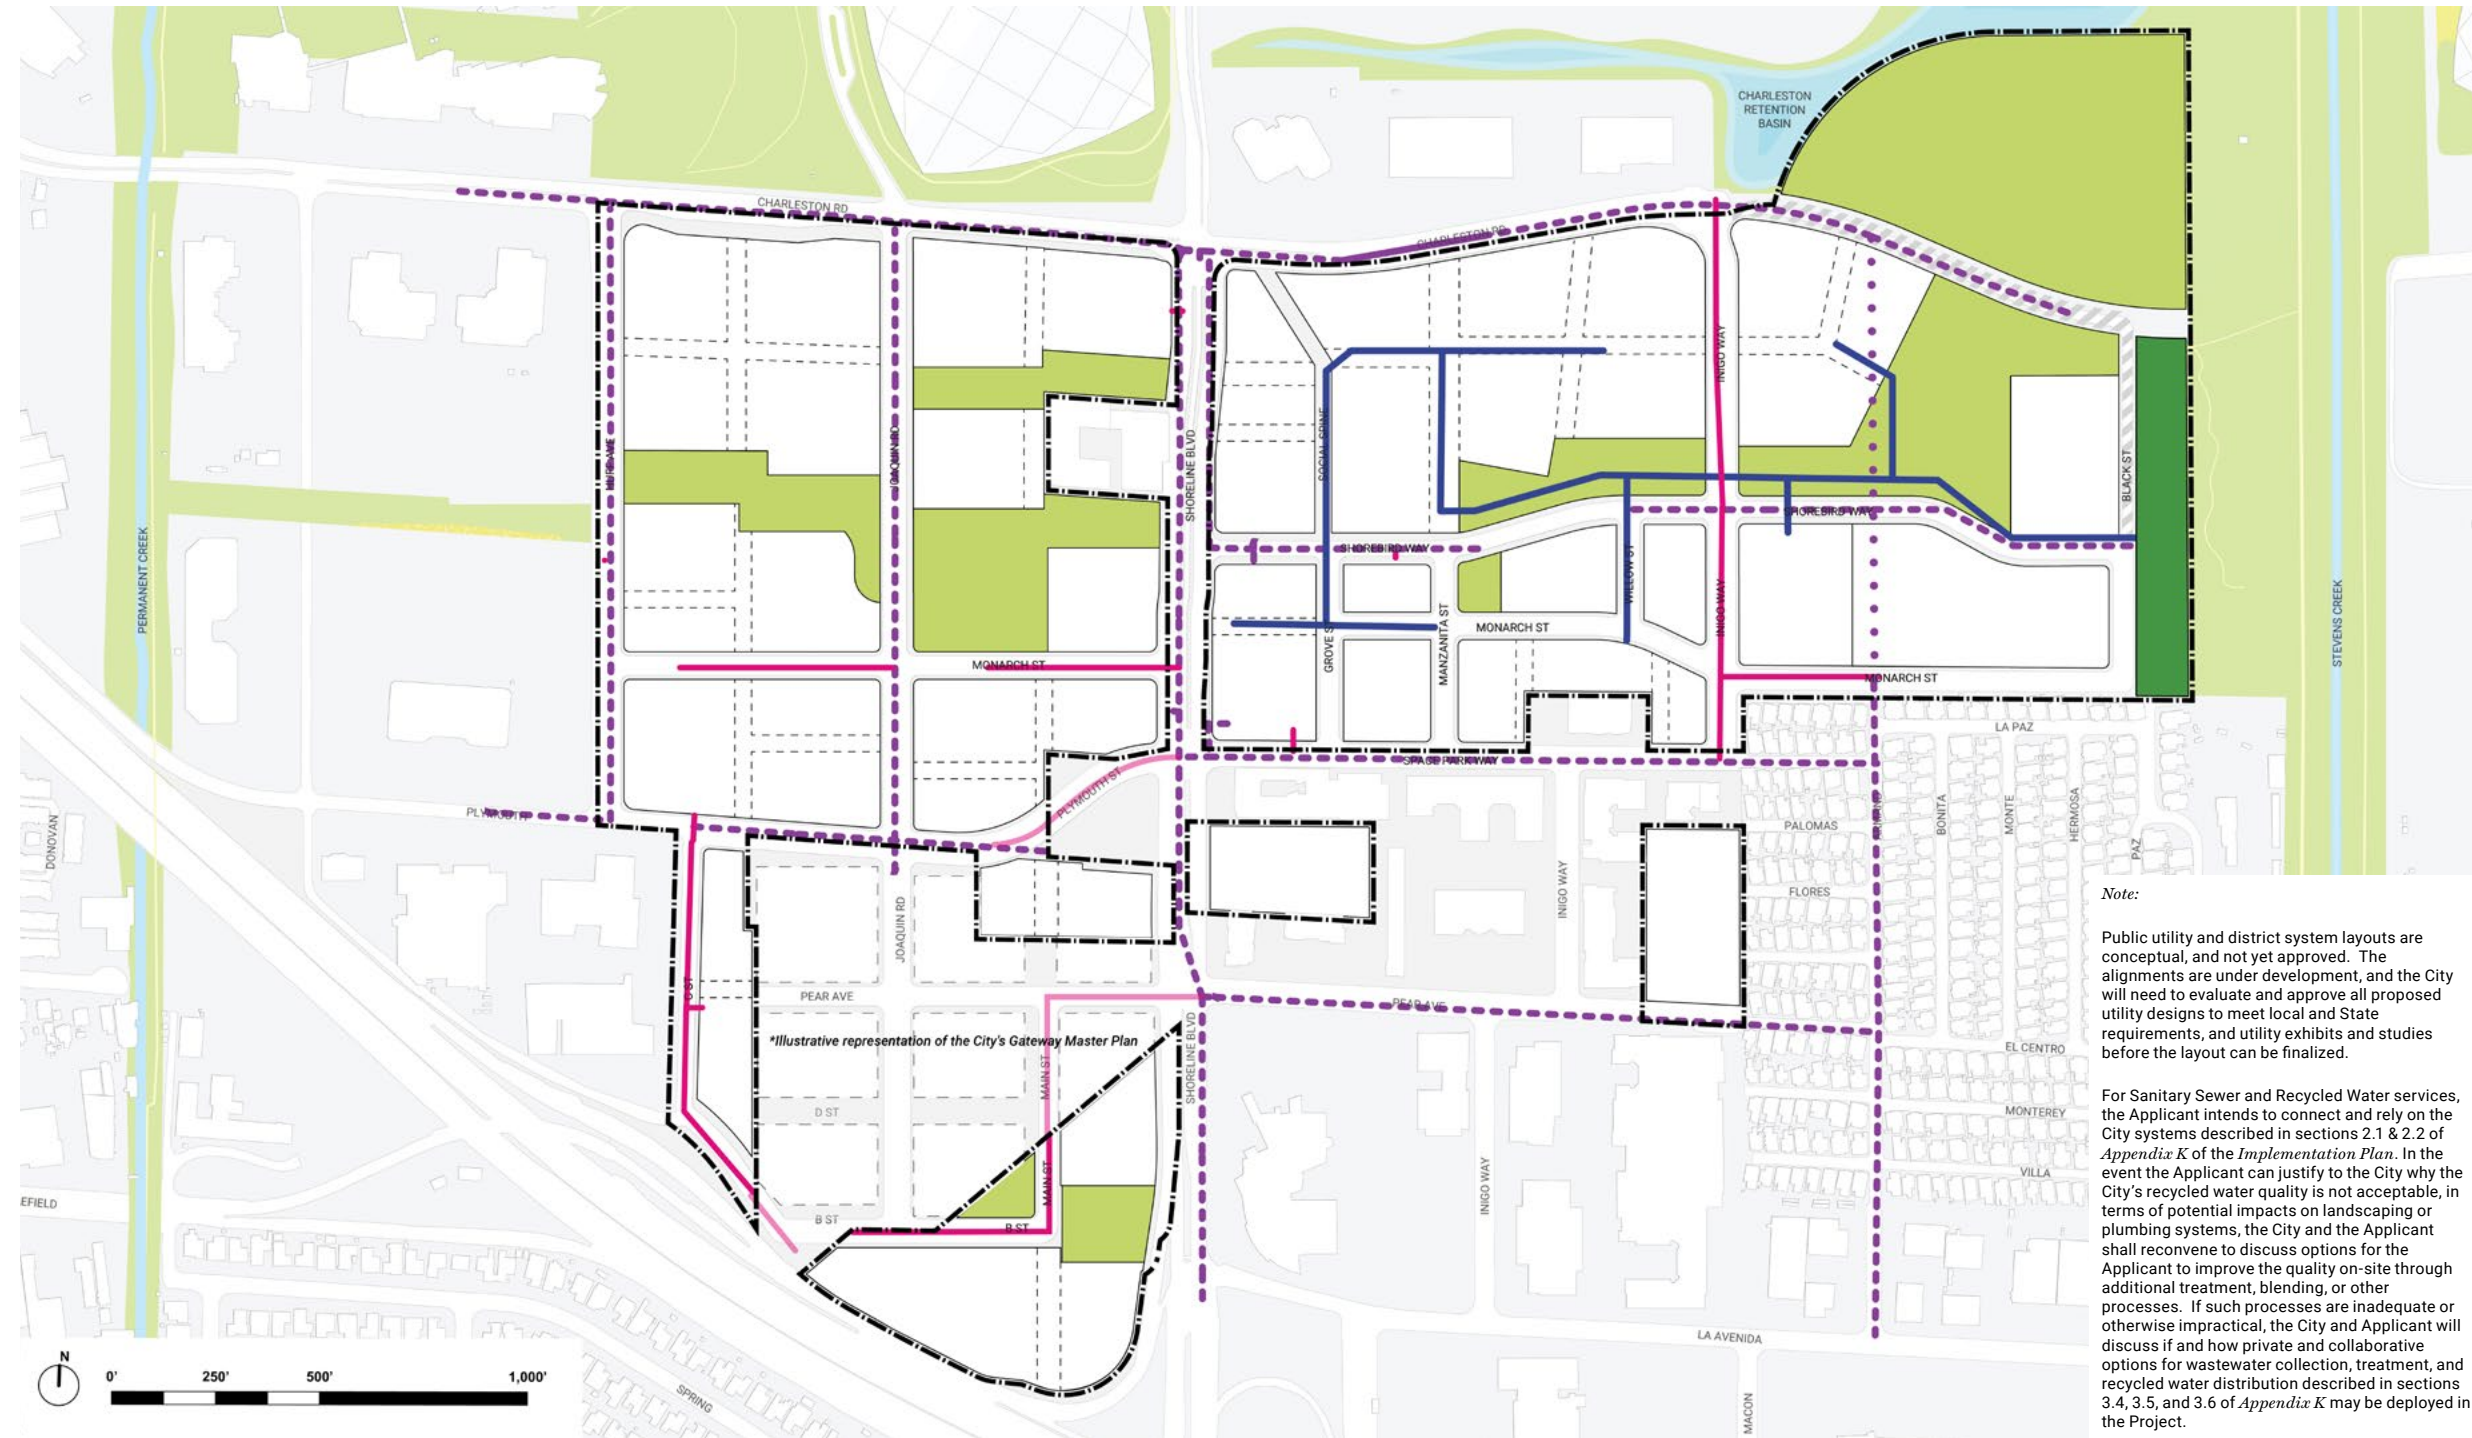 CHARLESTON
RETENTION
BASIN
CHARLESTON RD
CHARLESTON RD
INIGO WAY
HUFF AVE
JOAQUIN RD
SHORELINE BLVD
SOCIAL SPINE
BLACK ST
PERMANENTE CREEK
STEVENS CREEK
SHOREBIRD WAY
SHOREBIRD WAY
WILLOW ST
INIGO WAY
MONARCH ST
MANZANITA ST
GROVE ST
MONARCH ST
MONARCH ST
LA PAZ
SPACE PARK WAY
PLYMOUTH ST
PLYMOUTH
DONOVAN
PALOMAS
ARMAND
BONITA
MONTE
HERMOSA
PAZ
FLORES
INIGO WAY
JOAQUIN RD
C ST
PEAR AVE
PEAR AVE
*Illustrative representation of the City's Gateway Master Plan
SHORELINE BLVD
MAIN ST
D ST
EL CENTRO
MONTEREY
VILLA
MAIN ST
INIGO WAY
EFIELD
B ST
B ST
LA AVENIDA
MACON
SPRING
N
0' 250' 500' 1,000'
Note:
Public utility and district system layouts are
conceptual, and not yet approved. The
alignments are under development, and the City
will need to evaluate and approve all proposed
utility designs to meet local and State
requirements, and utility exhibits and studies
before the layout can be finalized.
For Sanitary Sewer and Recycled Water services,
the Applicant intends to connect and rely on the
City systems described in sections 2.1 & 2.2 of
Appendix K of the Implementation Plan. In the
event the Applicant can justify to the City why the
City's recycled water quality is not acceptable, in
terms of potential impacts on landscaping or
plumbing systems, the City and the Applicant
shall reconvene to discuss options for the
Applicant to improve the quality on-site through
additional treatment, blending, or other
processes. If such processes are inadequate or
otherwise impractical, the City and Applicant will
discuss if and how private and collaborative
options for wastewater collection, treatment, and
recycled water distribution described in sections
3.4, 3.5, and 3.6 of Appendix K may be deployed in
the Project.